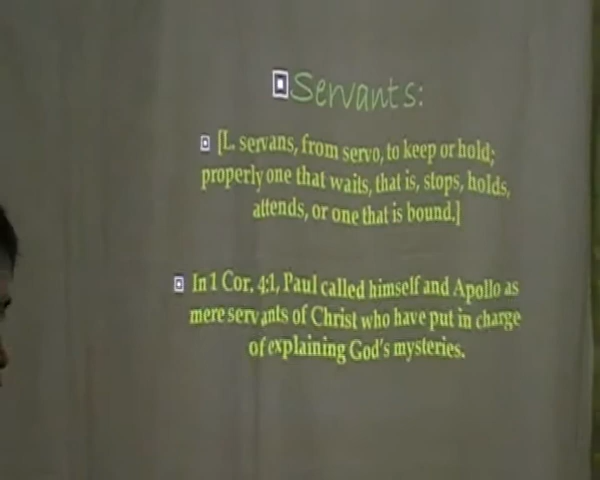 Servants:
[L. servans, from servo, to keep or hold;
properly one that waits, that is, stops, holds,
attends, or one that is bound.]
In 1 Cor. 4:1, Paul called himself and Apollo as
mere servants of Christ who have put in charge
of explaining God's mysteries.